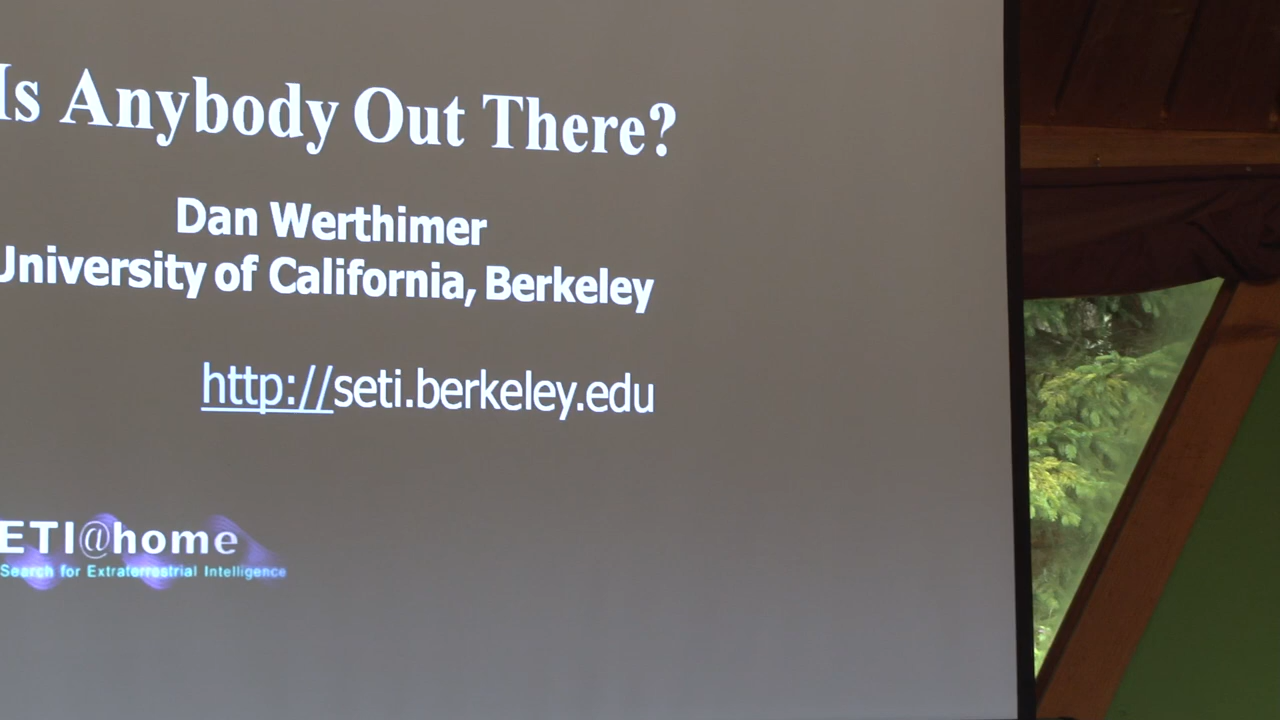 Is Anybody Out There?
Dan Werthimer
University of California, Berkeley
http://seti.berkeley.edu
ETI@home
Search for Extraterrestrial Intelligence